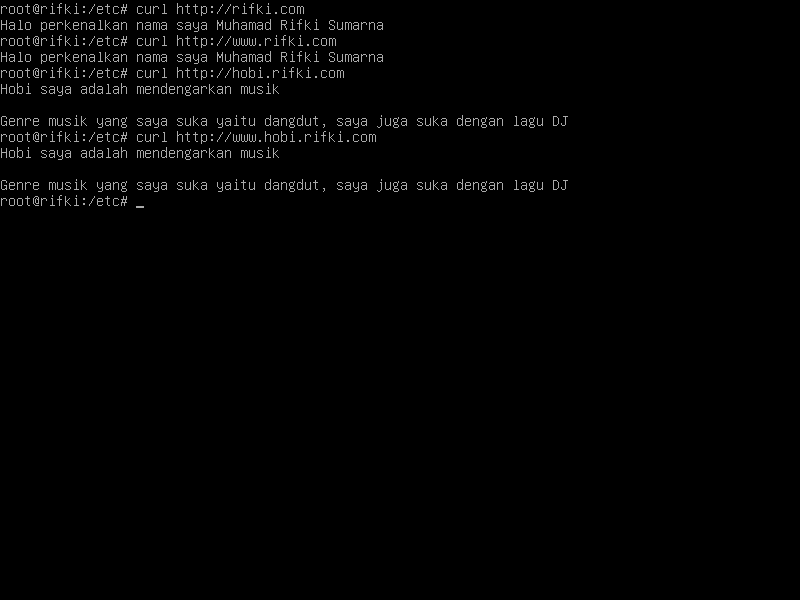 root@rifki:/etc# curl http://rifki.com
Halo perkenalkan nama saya Muhamad Rifki Sumarna
root@rifki:/etc# curl http://www.rifki.com
Halo perkenalkan nama saya Muhamad Rifki Sumarna
root@rifki:/etc# curl http://hobi.rifki.com
Hobi saya adalah mendengarkan musik
Genre musik yang saya suka yaitu dangdut, saya juga suka dengan lagu DJ
root@rifki:/etc# curl http://www.hobi.rifki.com
Hobi saya adalah mendengarkan musik
Genre musik yang saya suka yaitu dangdut, saya juga suka dengan lagu DJ
root@rifki:/etc# _